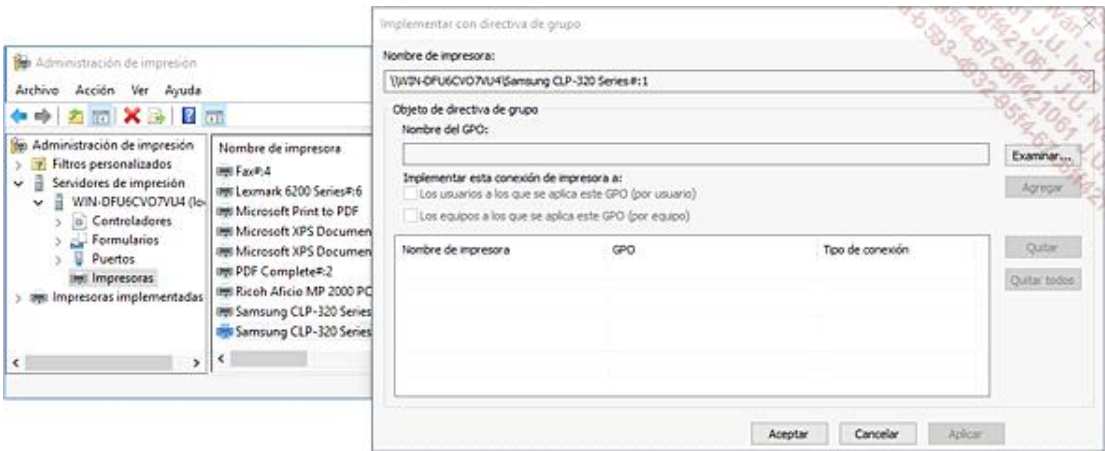 Administración de impresión
Archivo Acción Ver Ayuda
Administración de impresión
Filtros personalizados
Servidores de impresión
WIN-DFU6CVO7VU4 (lo
Controladores
Formularios
Puertos
Impresoras
Impresoras implementadas
Nombre de impresora
Fax#:4
Lexmark 6200 Series#:6
Microsoft Print to PDF
Microsoft XPS Documen
Microsoft XPS Documen
PDF Complete#:2
Ricoh Aficio MP 2000 PC
Samsung CLP-320 Series
Samsung CLP-320 Series
Implementar con directiva de grupo
Nombre de impresora:
\\WIN-DFU6CVO7VU4\Samsung CLP-320 Series#:1
Objeto de directiva de grupo
Nombre del GPO:
Examinar...
Implementar esta conexión de impresora a:
Los usuarios a los que se aplica este GPO (por usuario)
Los equipos a los que se aplica este GPO (por equipo)
Agregar
Nombre de impresora GPO Tipo de conexión
Quitar
Quitar todos
Aceptar Cancelar Aplicar